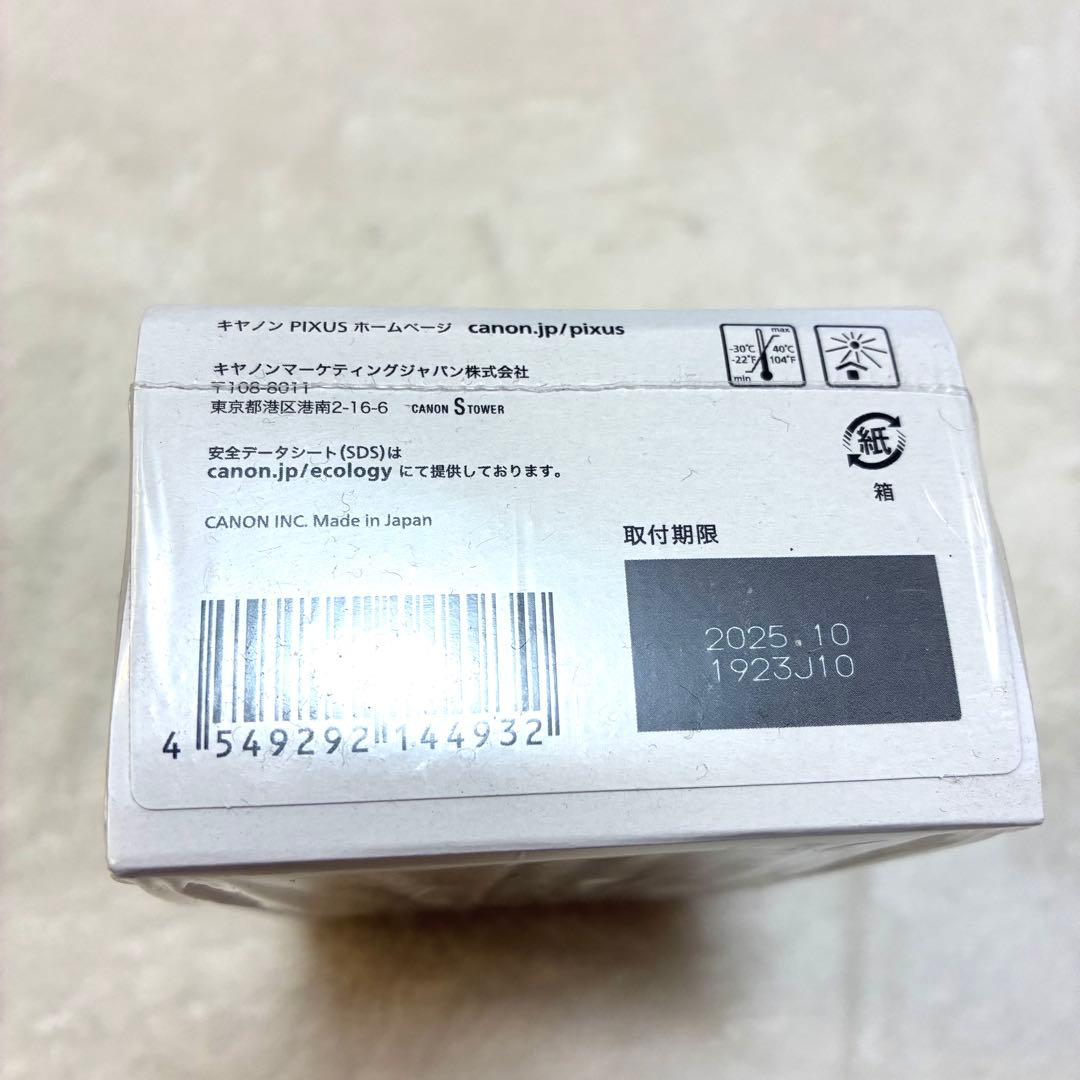 キヤノン PIXUS ホームページ canon.jp/pixus
キヤノンマーケティングジャパン株式会社
〒108-8011
東京都港区港南2-16-6 CANON S TOWER
安全データシート(SDS)は
canon.jp/ecology にて提供しております。
CANON INC. Made in Japan
4 549292 144932
max
-30℃ 40℃
-22°F 104°F
min
紙
箱
取付期限
2025.10
1923J10